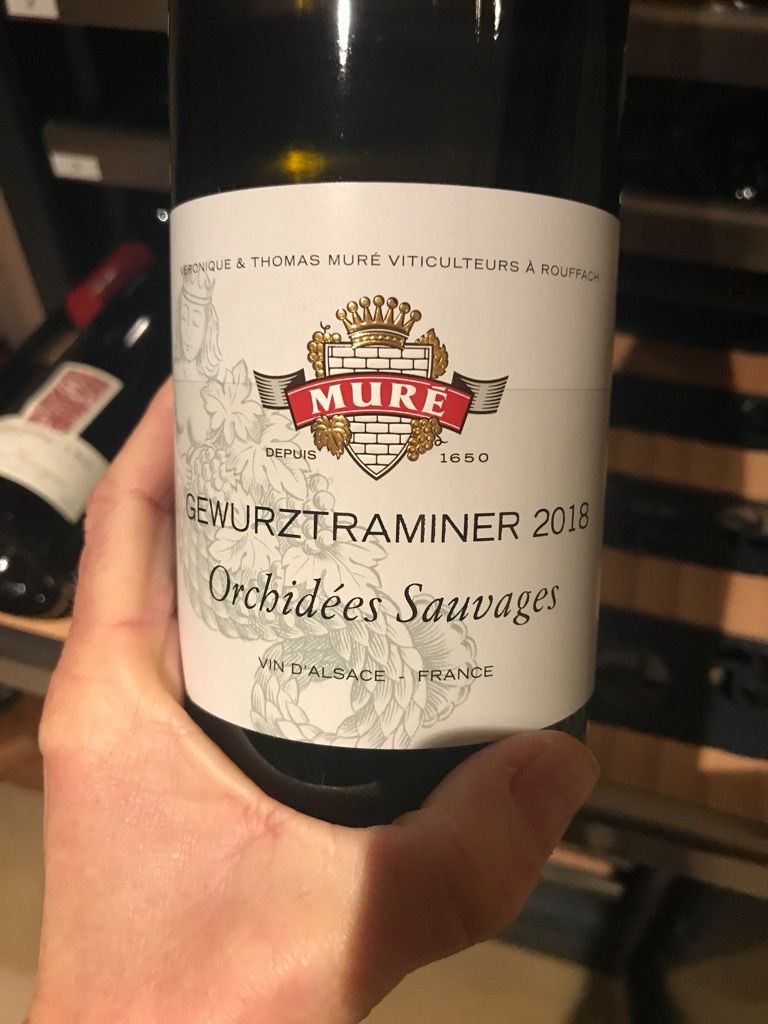 VÉRONIQUE & THOMAS MURÉ VITICULTEURS À ROUFFACH
MURÉ
DEPUIS 1650
GEWURZTRAMINER 2018
Orchidées Sauvages
VIN D'ALSACE - FRANCE